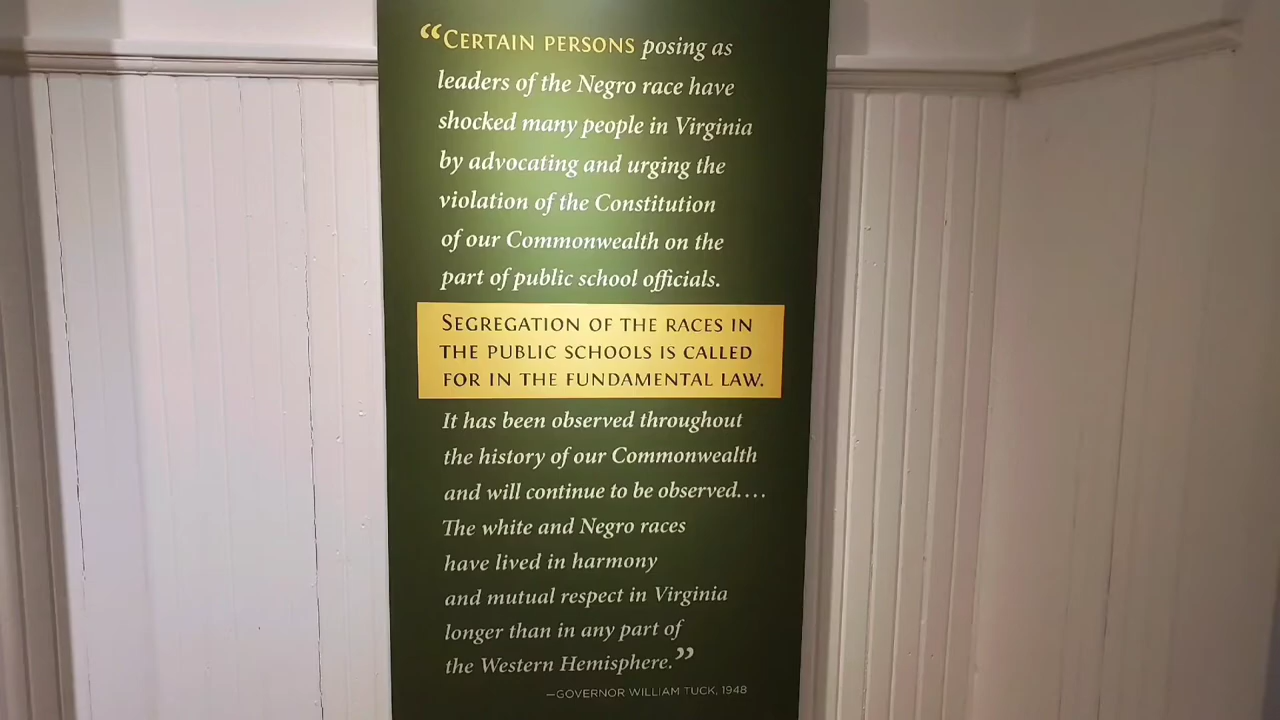 “CERTAIN PERSONS posing as
leaders of the Negro race have
shocked many people in Virginia
by advocating and urging the
violation of the Constitution
of our Commonwealth on the
part of public school officials.
SEGREGATION OF THE RACES IN
THE PUBLIC SCHOOLS IS CALLED
FOR IN THE FUNDAMENTAL LAW.
It has been observed throughout
the history of our Commonwealth
and will continue to be observed....
The white and Negro races
have lived in harmony
and mutual respect in Virginia
longer than in any part of
the Western Hemisphere.”
—GOVERNOR WILLIAM TUCK, 1948